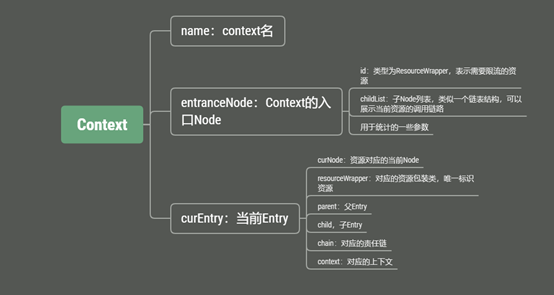 Context
name：context名
entranceNode：Context的入
口Node
id：类型为ResourceWrapper，表示需要限流的资
源
childList：子Node列表，类似一个链表结构，可以
展示当前资源的调用链路
用于统计的一些参数
curEntry：当前Entry
curNode：资源对应的当前Node
resourceWrapper：对应的资源包装类，唯一标识
资源
parent：父Entry
child，子Entry
chain：对应的责任链
context：对应的上下文